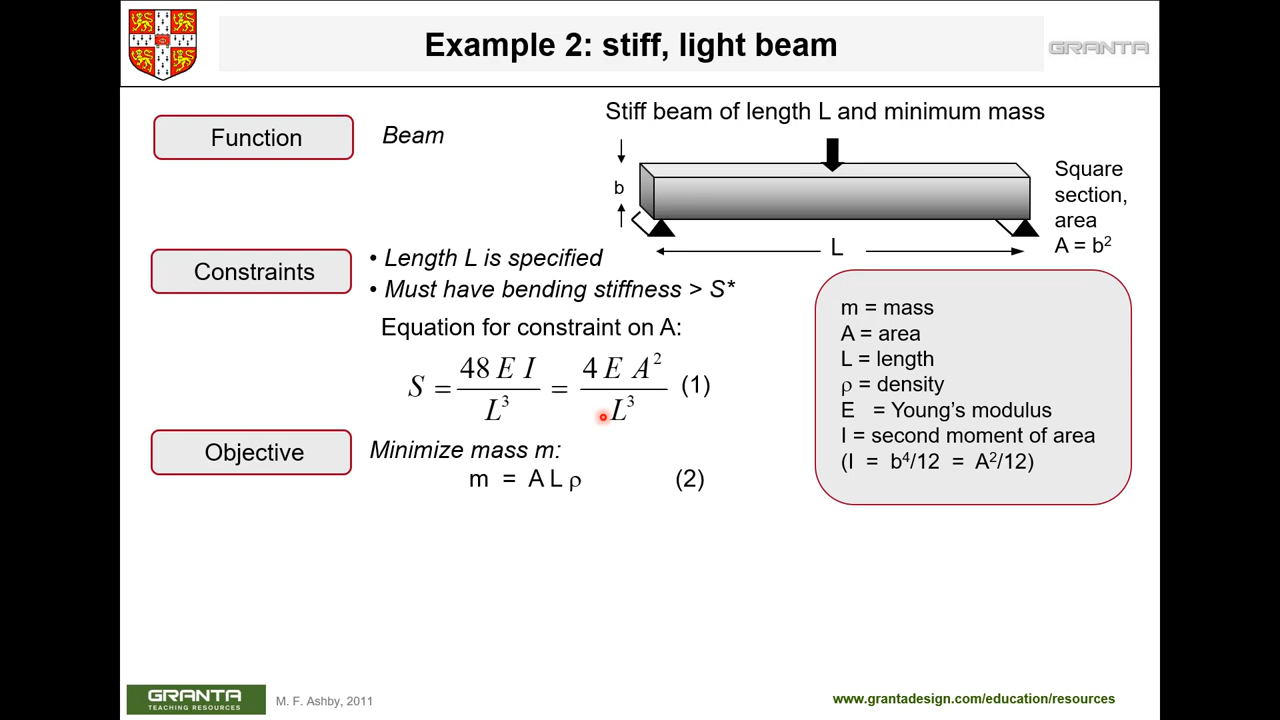 Example 2: stiff, light beam
GRANTA
Function
Beam
Stiff beam of length L and minimum mass
b
L
Square
section,
area
A = b²
Constraints
• Length L is specified
• Must have bending stiffness > S*
Equation for constraint on A:
S = 48 E I / L³ = 4 E A² / L³ (1)
Objective
Minimize mass m:
m = A L ρ (2)
m = mass
A = area
L = length
ρ = density
E = Young's modulus
I = second moment of area
(I = b⁴/12 = A²/12)
GRANTA
TEACHING RESOURCES
M. F. Ashby, 2011
www.grantadesign.com/education/resources